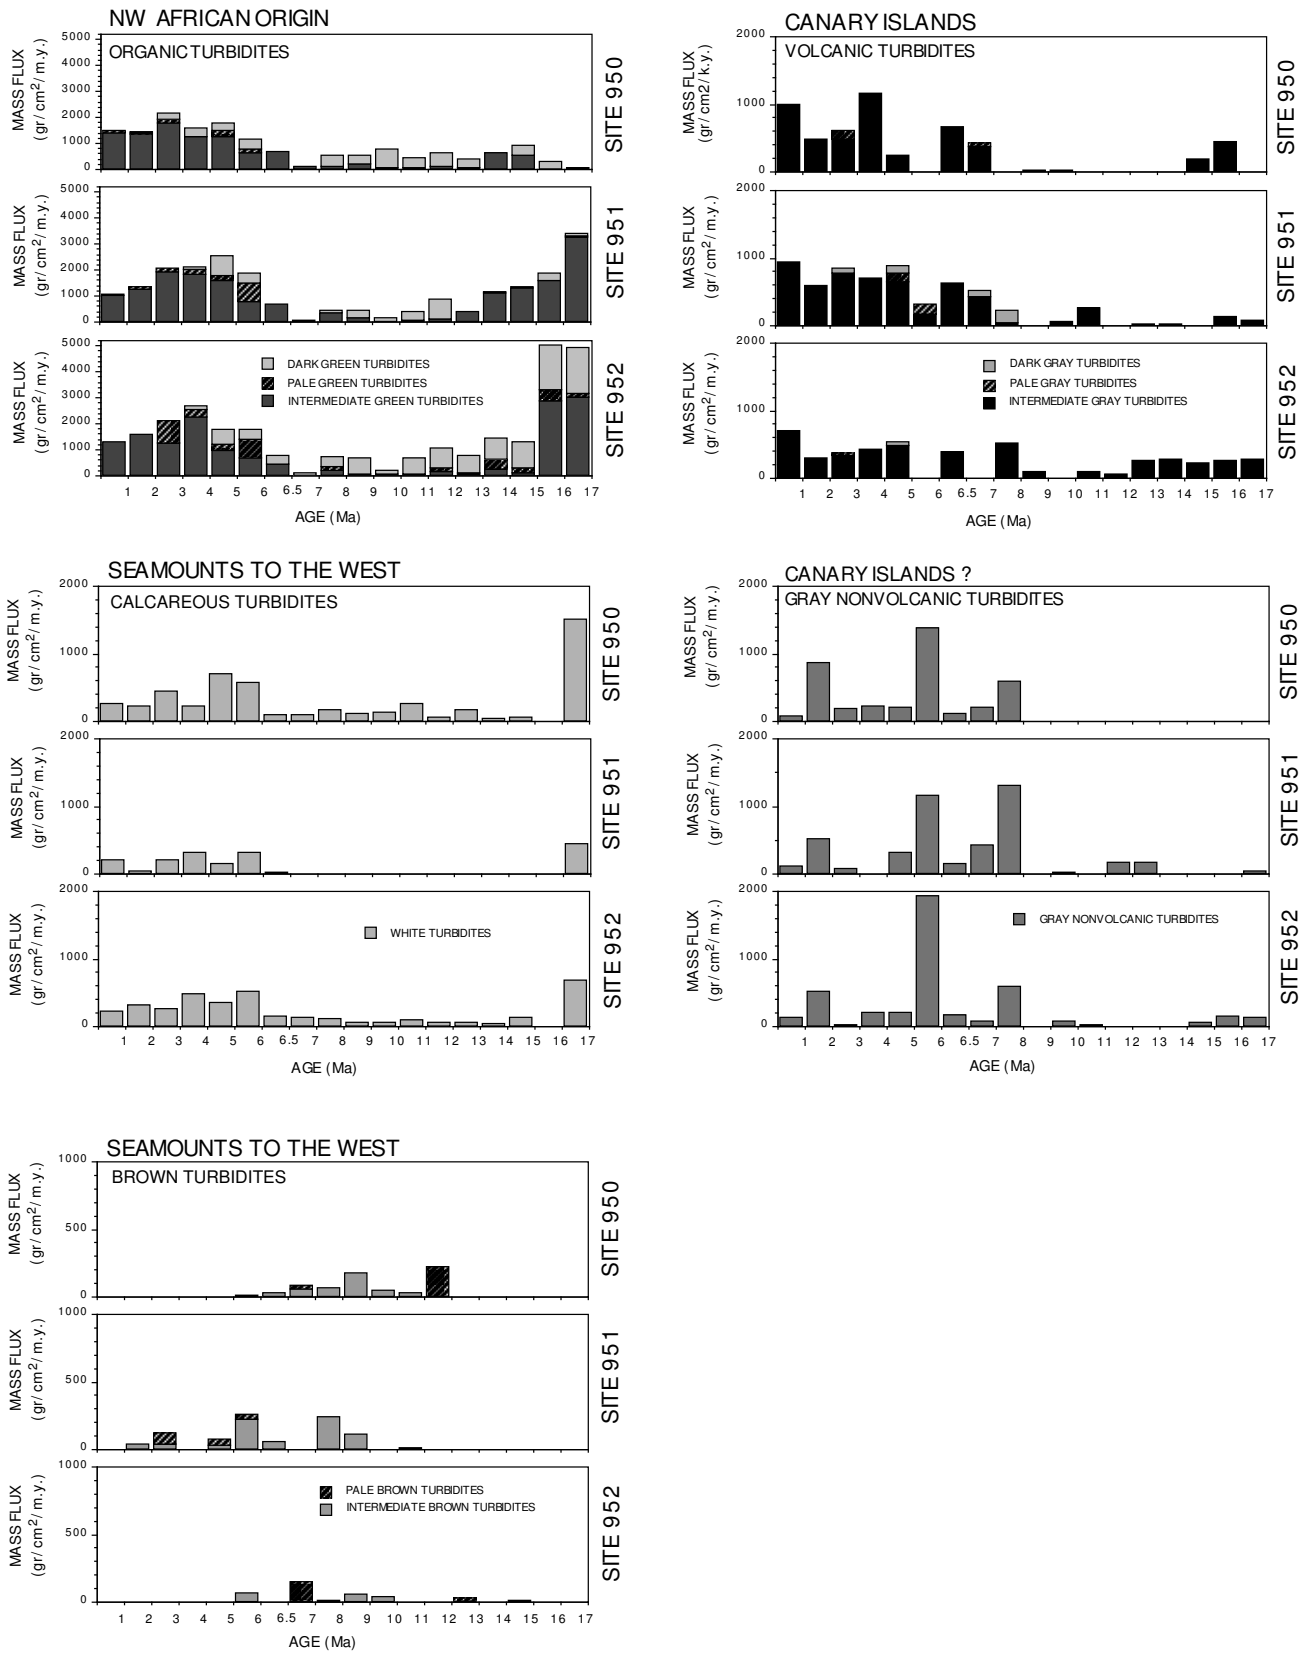 NW AFRICAN ORIGIN
ORGANIC TURBIDITES
MASS FLUX
(gr/cm2/m.y.)
5000
4000
3000
2000
1000
0
SITE 950
MASS FLUX
(gr/cm2/m.y.)
5000
4000
3000
2000
1000
0
SITE 951
MASS FLUX
(gr/cm2/m.y.)
5000
4000
3000
2000
1000
0
DARK GREEN TURBIDITES
PALE GREEN TURBIDITES
INTERMEDIATE GREEN TURBIDITES
SITE 952
1 2 3 4 5 6 6.5 7 8 9 10 11 12 13 14 15 16 17
AGE (Ma)
CANARY ISLANDS
VOLCANIC TURBIDITES
MASS FLUX
(gr/cm2/k.y.)
2000
1000
0
SITE 950
MASS FLUX
(gr/cm2/m.y.)
2000
1000
0
SITE 951
MASS FLUX
(gr/cm2/m.y.)
2000
1000
0
DARK GRAY TURBIDITES
PALE GRAY TURBIDITES
INTERMEDIATE GRAY TURBIDITES
SITE 952
1 2 3 4 5 6 6.5 7 8 9 10 11 12 13 14 15 16 17
AGE (Ma)
SEAMOUNTS TO THE WEST
CALCAREOUS TURBIDITES
MASS FLUX
(gr/cm2/m.y.)
2000
1000
0
SITE 950
MASS FLUX
(gr/cm2/m.y.)
2000
1000
0
SITE 951
MASS FLUX
(gr/cm2/m.y.)
2000
1000
0
WHITE TURBIDITES
SITE 952
1 2 3 4 5 6 6.5 7 8 9 10 11 12 13 14 15 16 17
AGE (Ma)
CANARY ISLANDS ?
GRAY NONVOLCANIC TURBIDITES
MASS FLUX
(gr/cm2/m.y.)
2000
1000
0
SITE 950
MASS FLUX
(gr/cm2/m.y.)
2000
1000
0
SITE 951
MASS FLUX
(gr/cm2/m.y.)
2000
1000
0
GRAY NONVOLCANIC TURBIDITES
SITE 952
1 2 3 4 5 6 6.5 7 8 9 10 11 12 13 14 15 16 17
AGE (Ma)
SEAMOUNTS TO THE WEST
BROWN TURBIDITES
MASS FLUX
(gr/cm2/m.y.)
1000
500
0
SITE 950
MASS FLUX
(gr/cm2/m.y.)
1000
500
0
SITE 951
MASS FLUX
(gr/cm2/m.y.)
1000
500
0
PALE BROWN TURBIDITES
INTERMEDIATE BROWN TURBIDITES
SITE 952
1 2 3 4 5 6 6.5 7 8 9 10 11 12 13 14 15 16 17
AGE (Ma)